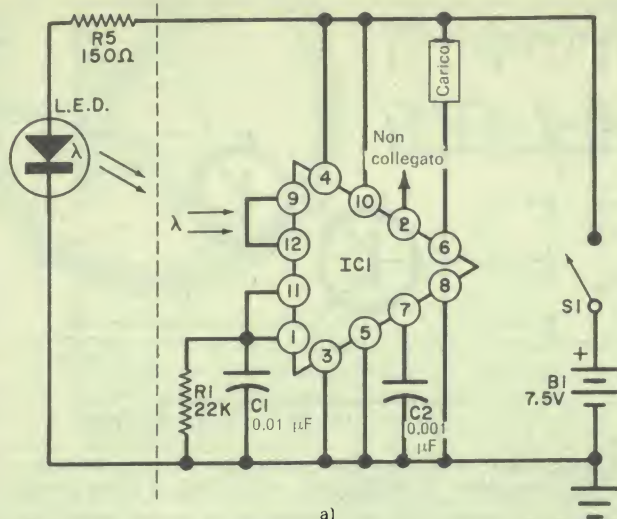 R5
150Ω
L.E.D.
λ
λ
Carico
Non
collegato
4
10
2
6
9
12
11
1
IC1
8
7
5
3
S1
+
B1
7.5V
R1
22K
C1
0.01 μF
C2
0,001
μF
a)